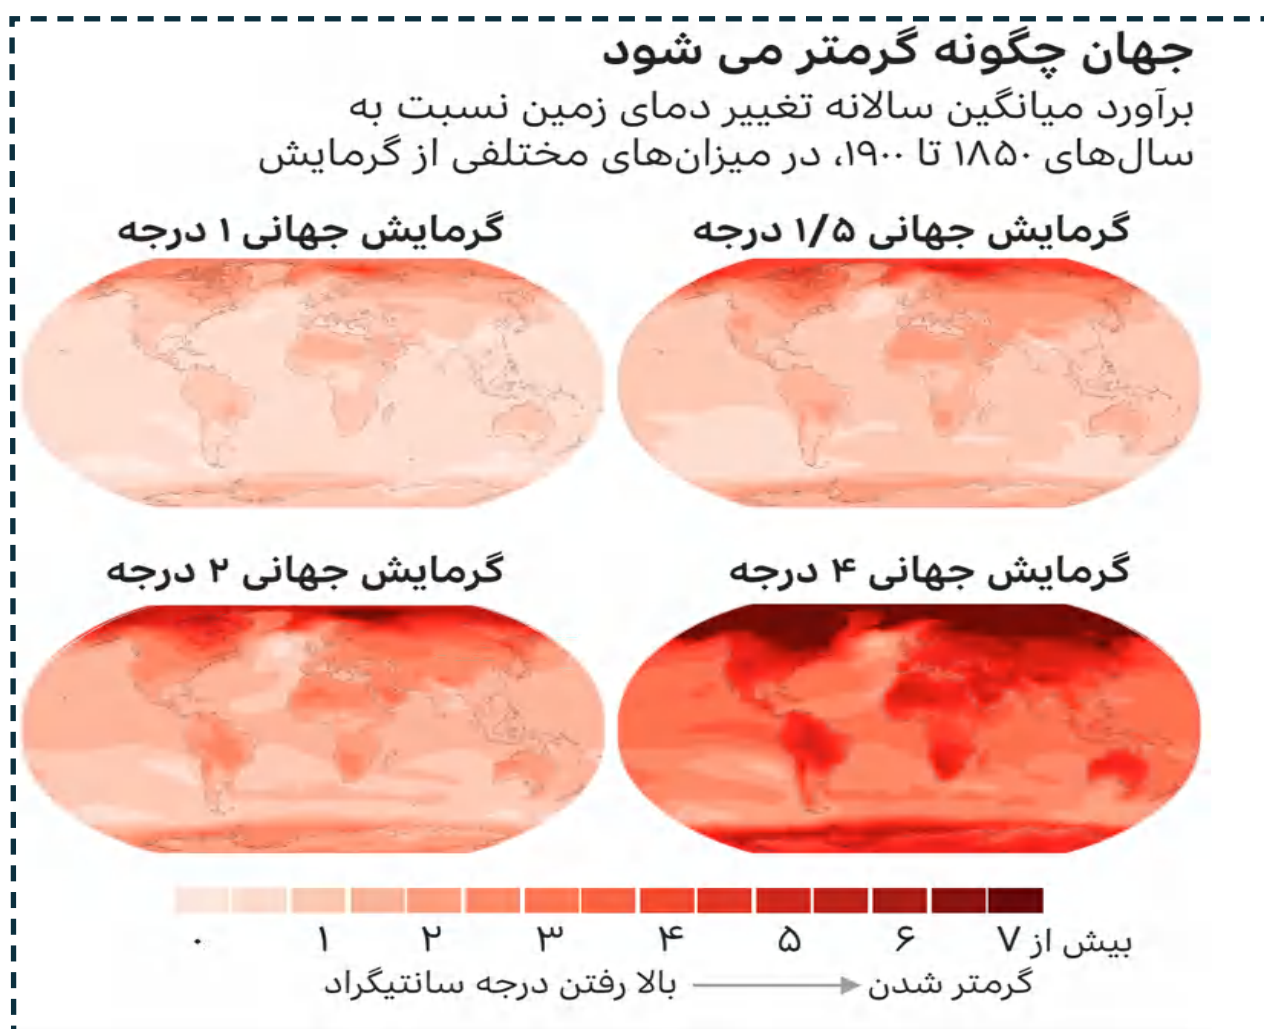 جهان چگونه گرمتر می شود
برآورد میانگین سالانه تغییر دمای زمین نسبت به
سال‌های ۱۸۵۰ تا ۱۹۰۰، در میزان‌های مختلفی از گرمایش
گرمایش جهانی ۱/۵ درجه
گرمایش جهانی ۱ درجه
گرمایش جهانی ۴ درجه
گرمایش جهانی ۲ درجه
۰ ۱ ۲ ۳ ۴ ۵ ۶ بیش از ۷
گرمتر شدن بالا رفتن درجه سانتیگراد